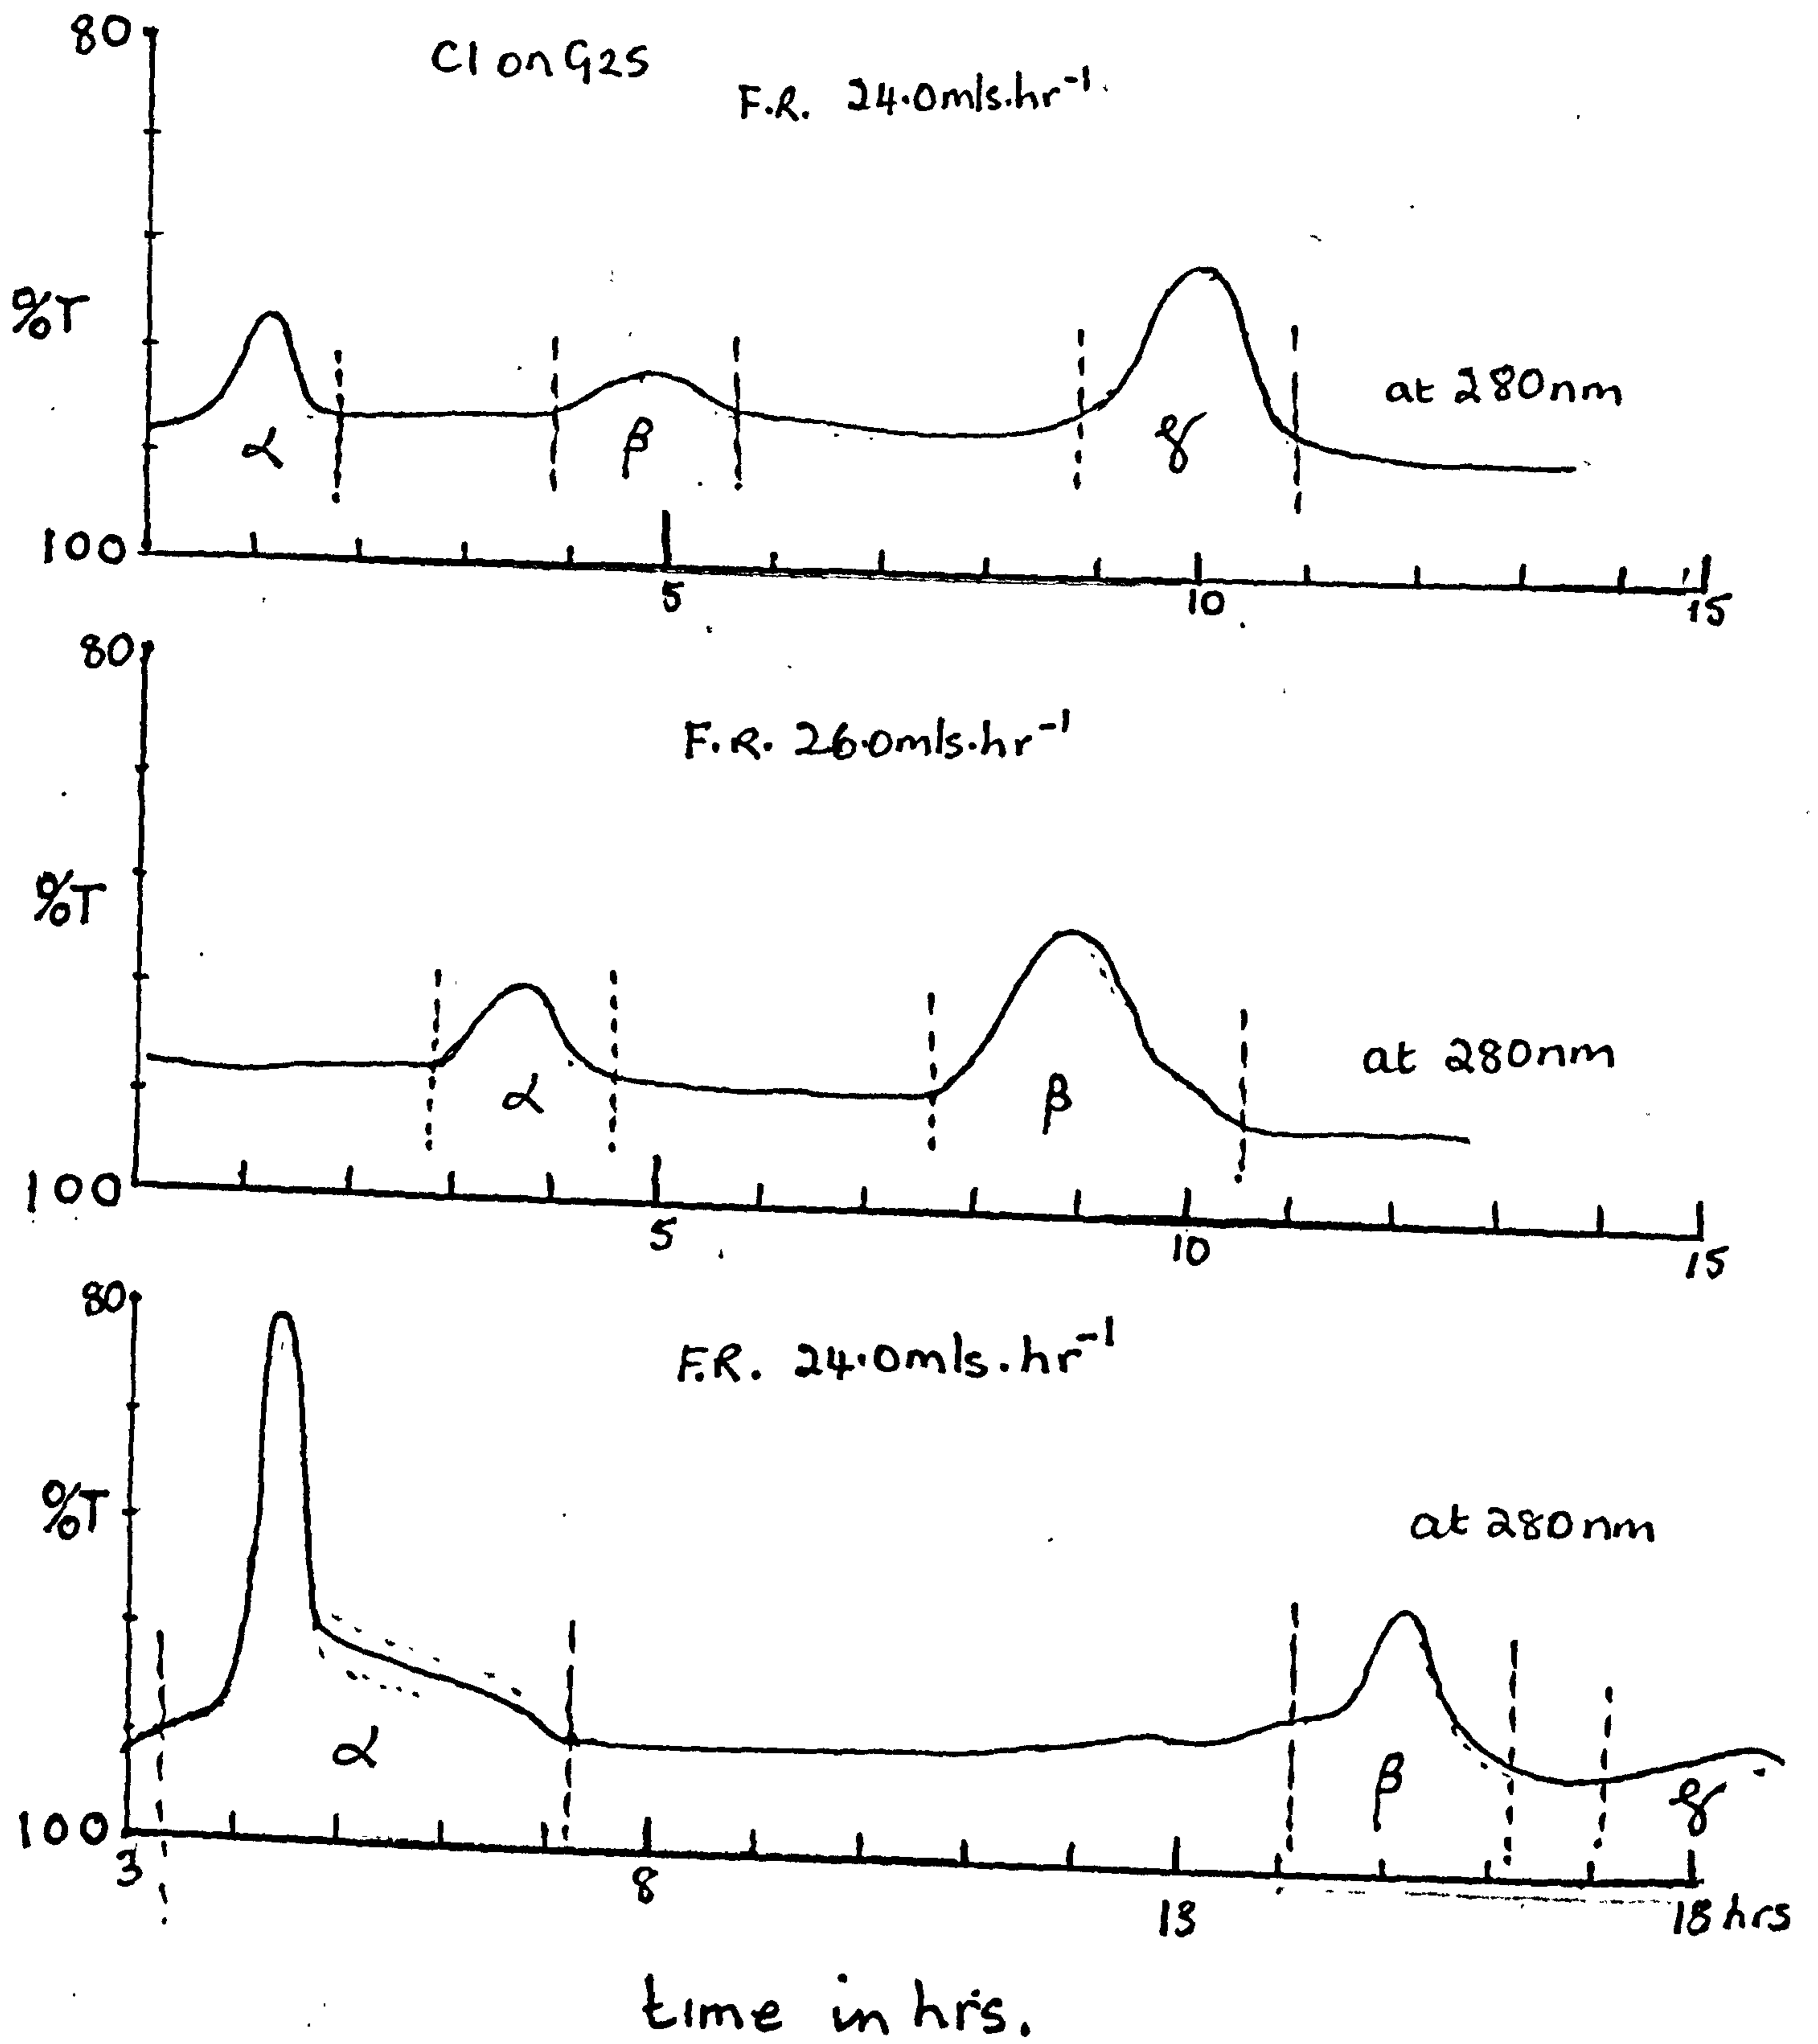 80
C1 on G25
F.R. 24.0mls.hr⁻¹
%T
at 280nm
α β γ
100
5 10 15
80
F.R. 26.0mls.hr⁻¹
%T
at 280nm
α β
100
5 10 15
80
F.R. 24.0mls.hr⁻¹
%T
at 280nm
α β γ
100
3 8 13 18 hrs
time in hrs.